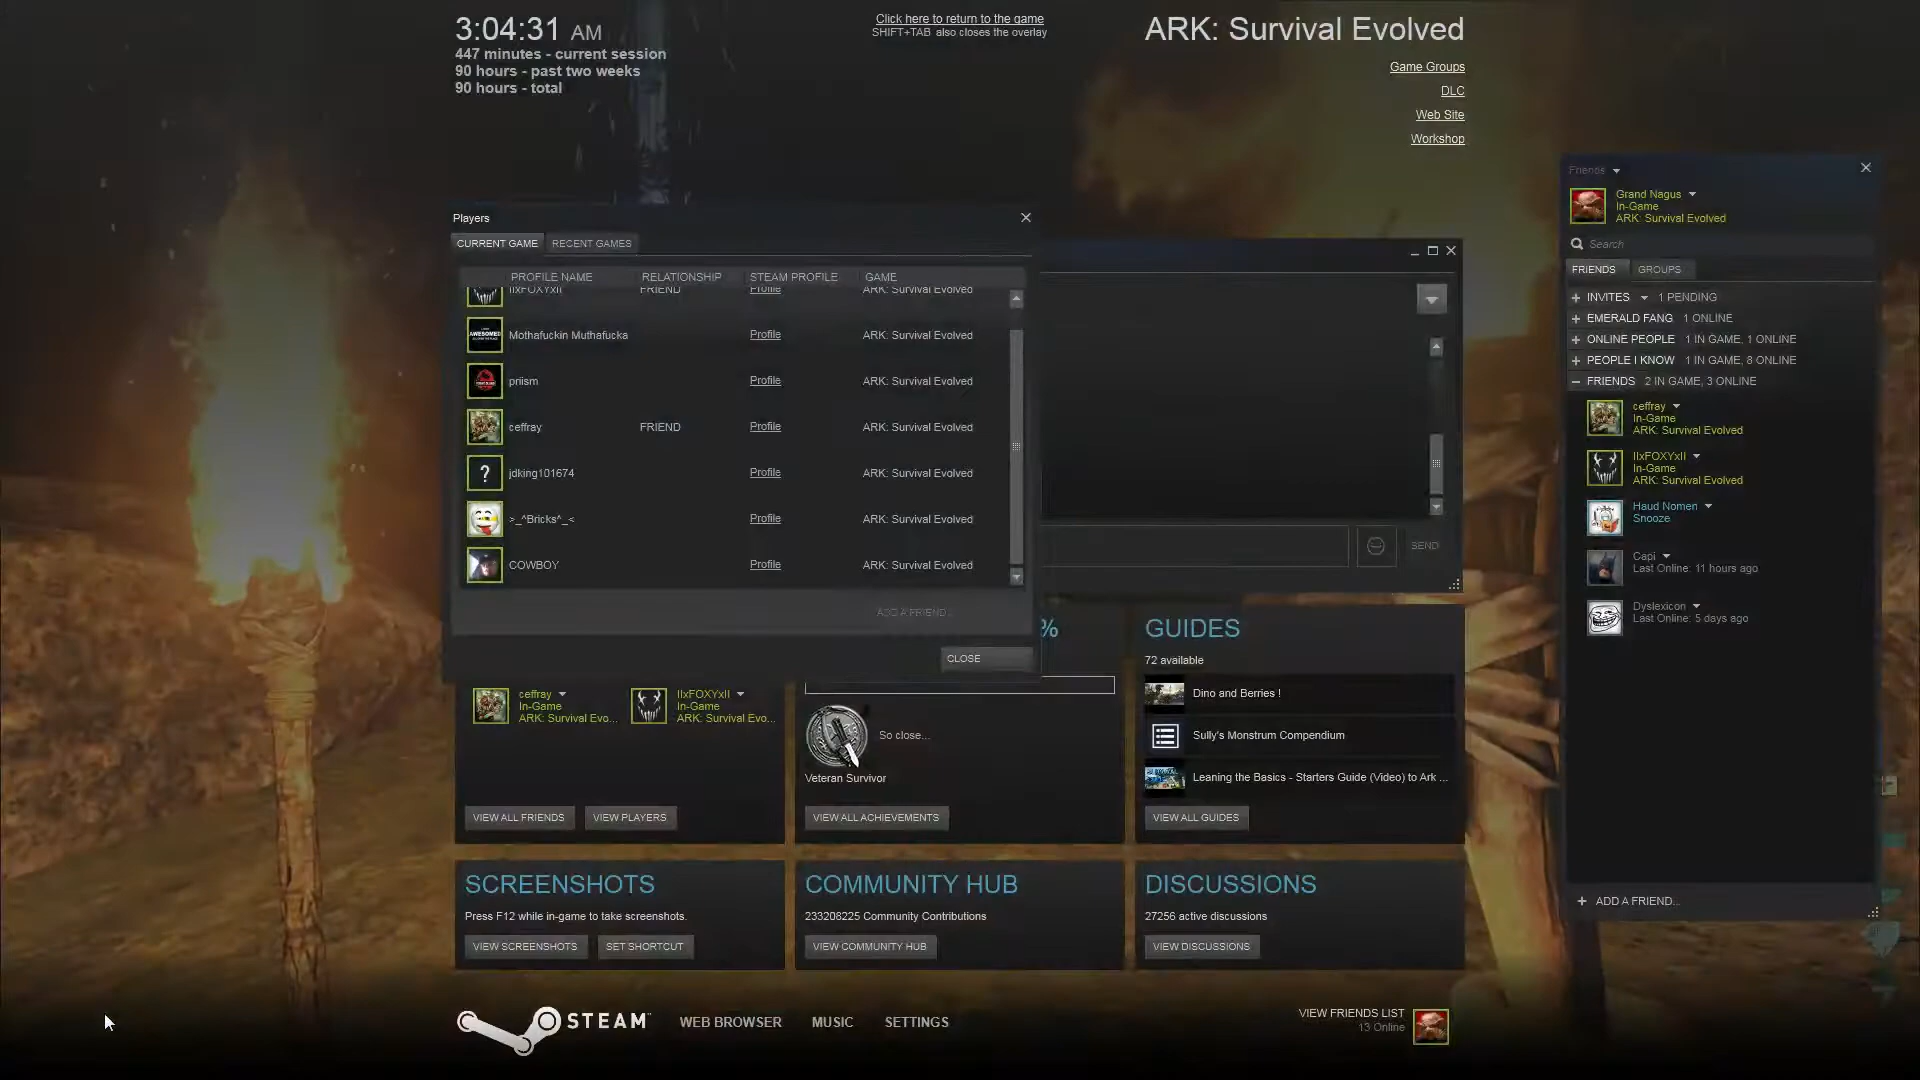 3:04:31 AM
447 minutes - current session
90 hours - past two weeks
90 hours - total
Click here to return to the game
SHIFT+TAB also closes the overlay
ARK: Survival Evolved
Game Groups
DLC
Web Site
Workshop
Players
CURRENT GAME
RECENT GAMES
PROFILE NAME RELATIONSHIP STEAM PROFILE GAME
IIxFOXYxII FRIEND Profile ARK: Survival Evolved
Mothafuckin Muthafucka Profile ARK: Survival Evolved
priism Profile ARK: Survival Evolved
ceffray FRIEND Profile ARK: Survival Evolved
jdking101674 Profile ARK: Survival Evolved
>_^Bricks^_< Profile ARK: Survival Evolved
COWBOY Profile ARK: Survival Evolved
ADD A FRIEND...
CLOSE
SEND
%
ceffray
In-Game
ARK: Survival Evo...
IIxFOXYxII
In-Game
ARK: Survival Evo...
VIEW ALL FRIENDS
VIEW PLAYERS
So close...
Veteran Survivor
VIEW ALL ACHIEVEMENTS
GUIDES
72 available
Dino and Berries !
Sully's Monstrum Compendium
Leaning the Basics - Starters Guide (Video) to Ark ...
VIEW ALL GUIDES
SCREENSHOTS
Press F12 while in-game to take screenshots.
VIEW SCREENSHOTS
SET SHORTCUT
COMMUNITY HUB
233208225 Community Contributions
VIEW COMMUNITY HUB
DISCUSSIONS
27256 active discussions
VIEW DISCUSSIONS
STEAM™
WEB BROWSER
MUSIC
SETTINGS
VIEW FRIENDS LIST
13 Online
Friends
Grand Nagus
In-Game
ARK: Survival Evolved
Search
FRIENDS
GROUPS
+ INVITES 1 PENDING
+ EMERALD FANG 1 ONLINE
+ ONLINE PEOPLE 1 IN GAME, 1 ONLINE
+ PEOPLE I KNOW 1 IN GAME, 8 ONLINE
− FRIENDS 2 IN GAME, 3 ONLINE
ceffray
In-Game
ARK: Survival Evolved
IIxFOXYxII
In-Game
ARK: Survival Evolved
Haud Nomen
Snooze
Capi
Last Online: 11 hours ago
Dyslexicon
Last Online: 5 days ago
+ ADD A FRIEND...